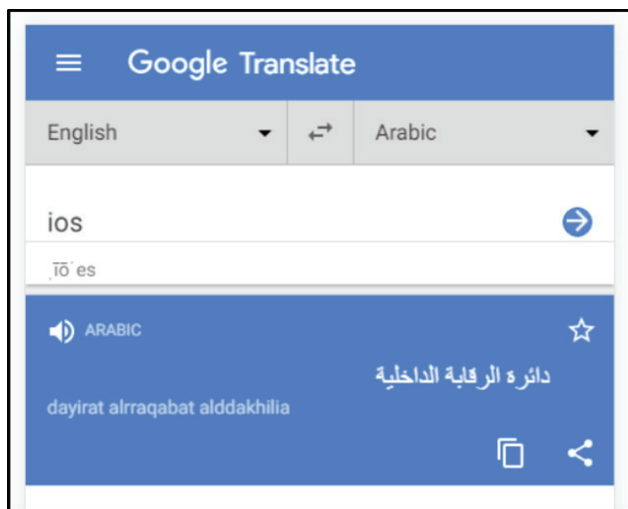 Google Translate
English Arabic
ios
ˌīōˈes
ARABIC
دائرة الرقابة الداخلية
dayirat alrraqabat alddakhilia